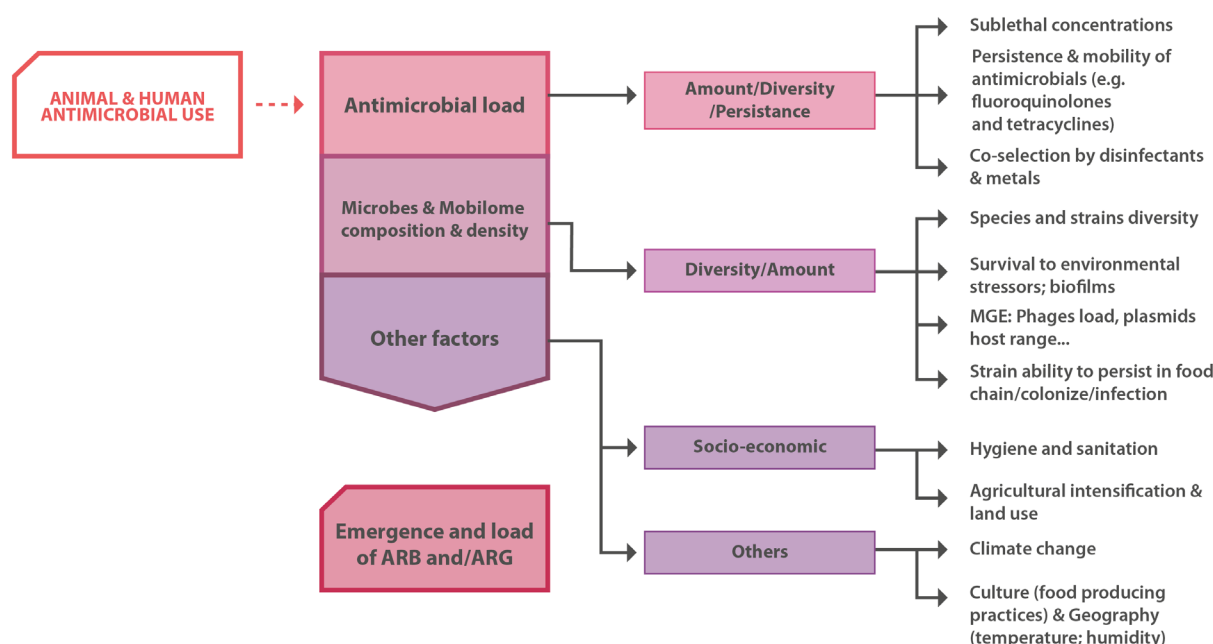 ANIMAL & HUMAN
ANTIMICROBIAL USE
Antimicrobial load
Microbes & Mobilome
composition & density
Other factors
Emergence and load
of ARB and/ARG
Amount/Diversity
/Persistance
Sublethal concentrations
Persistence & mobility of
antimicrobials (e.g.
fluoroquinolones
and tetracyclines)
Co-selection by disinfectants
& metals
Diversity/Amount
Species and strains diversity
Survival to environmental
stressors; biofilms
MGE: Phages load, plasmids
host range...
Strain ability to persist in food
chain/colonize/infection
Socio-economic
Hygiene and sanitation
Agricultural intensification &
land use
Others
Climate change
Culture (food producing
practices) & Geography
(temperature; humidity)